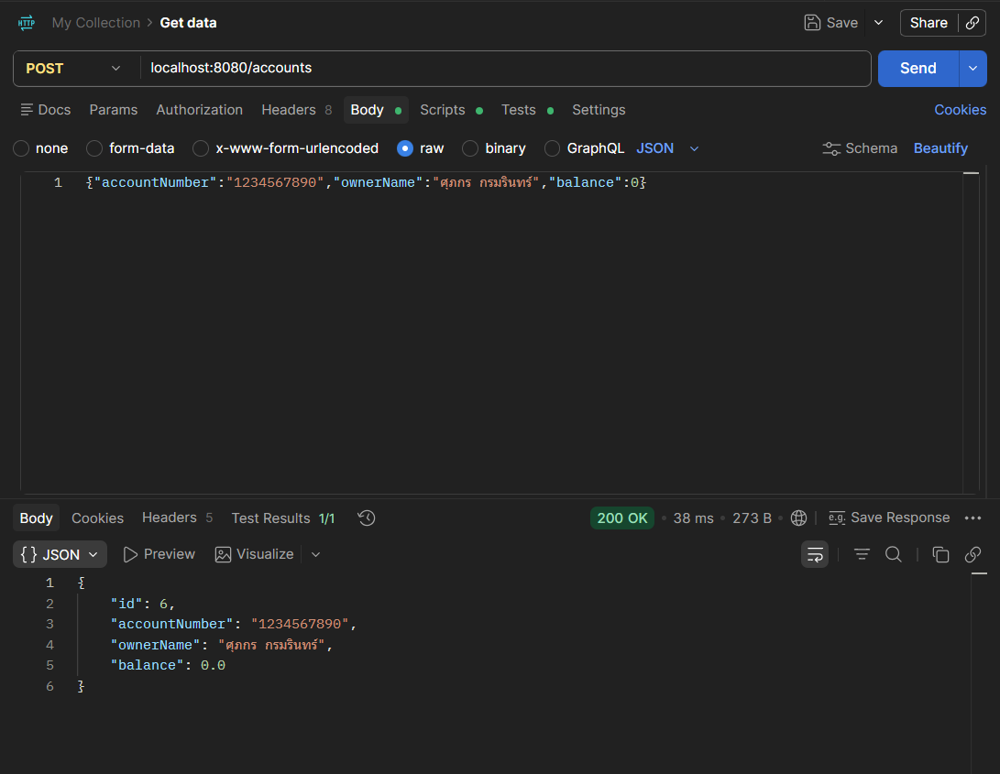 HTTP My Collection > Get data Save Share
POST localhost:8080/accounts Send
Docs Params Authorization Headers 8 Body Scripts Tests Settings Cookies
none form-data x-www-form-urlencoded raw binary GraphQL JSON Schema Beautify
1 {"accountNumber":"1234567890","ownerName":"ศุภกร กรมรินทร์","balance":0}
Body Cookies Headers 5 Test Results 1/1 200 OK • 38 ms • 273 B • e.g. Save Response
{} JSON Preview Visualize
1 {
2 "id": 6,
3 "accountNumber": "1234567890",
4 "ownerName": "ศุภกร กรมรินทร์",
5 "balance": 0.0
6 }